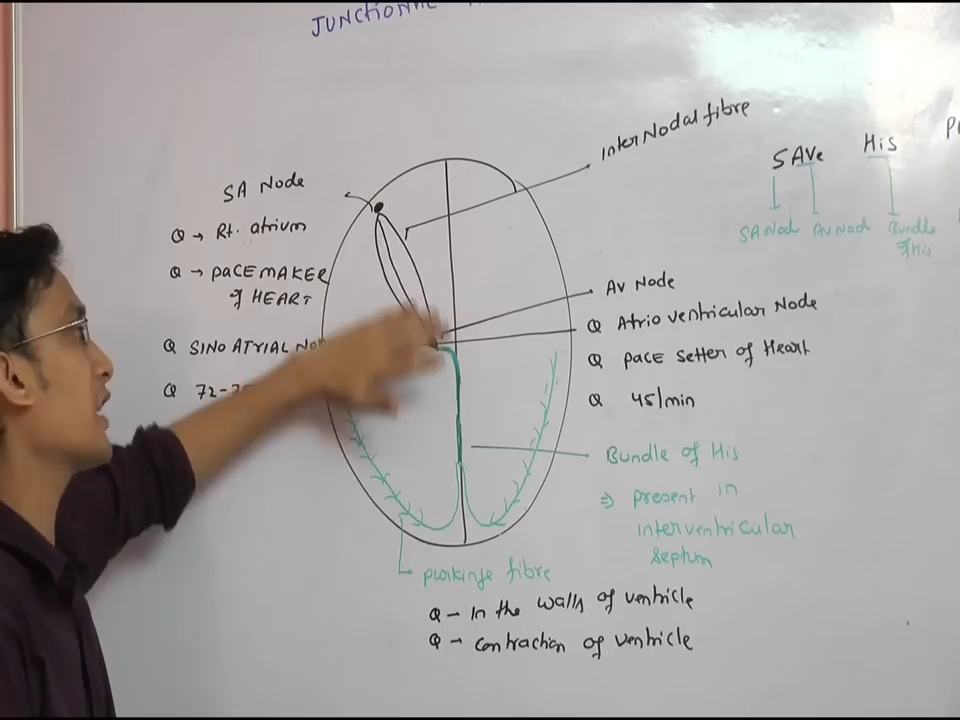 JUNCTIONAL
InterNodal fibre
SA Node
Q → Rt. atrium
Q → PACEMAKER
of HEART
Q SINO ATRIAL
Q 72-
SAVe His
SA Nod AV Nod Bundle
of his
AV Node
Q Atrio ventricular Node
Q PACE Setter of Heart
Q 45/min
Bundle of His
⇒ present in
interventricular
septum
purkinje fibre
Q - In the walls of ventricle
Q → contraction of ventricle